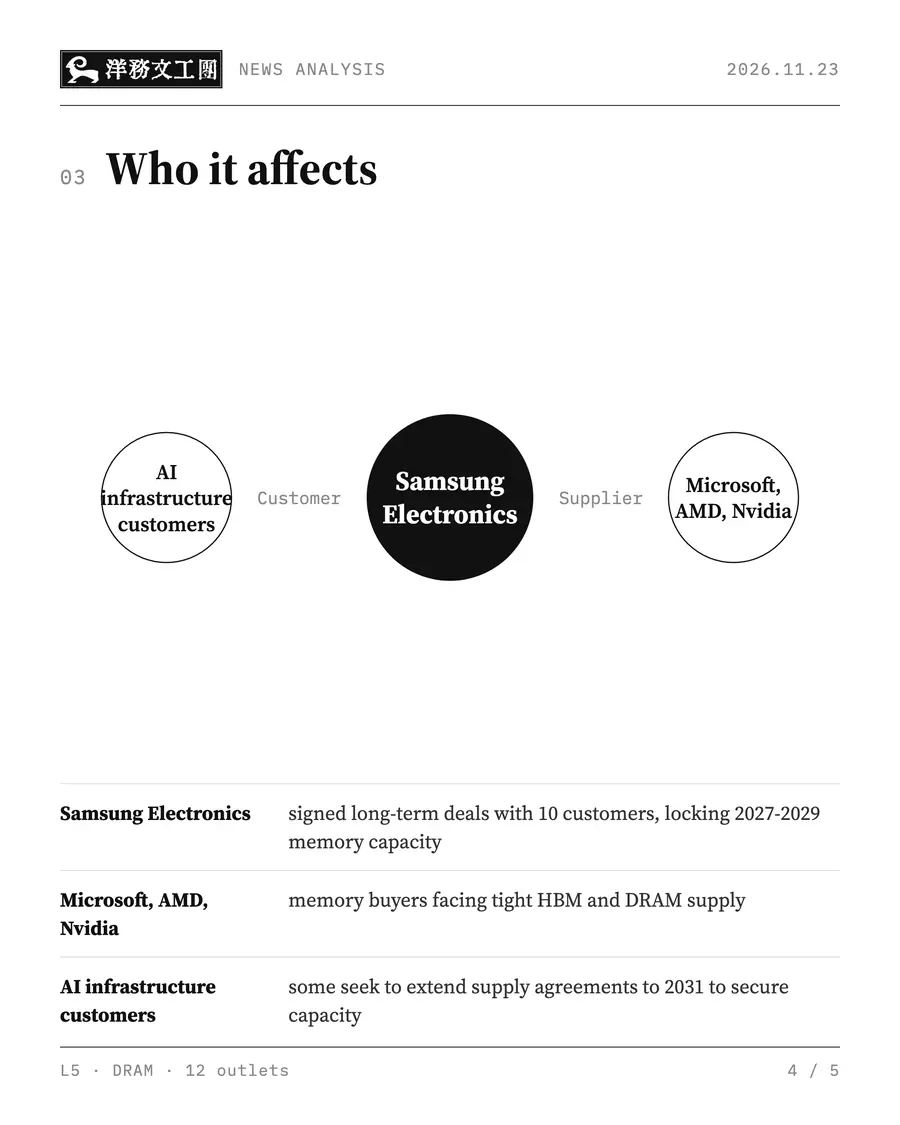 洋務文工團 NEWS ANALYSIS 2026.11.23
03 Who it affects
AI
infrastructure
customers
Customer
Samsung
Electronics
Supplier
Microsoft,
AMD, Nvidia
Samsung Electronics signed long-term deals with 10 customers, locking 2027-2029
memory capacity
Microsoft, AMD, memory buyers facing tight HBM and DRAM supply
Nvidia
AI infrastructure some seek to extend supply agreements to 2031 to secure
customers capacity
L5 · DRAM · 12 outlets 4 / 5